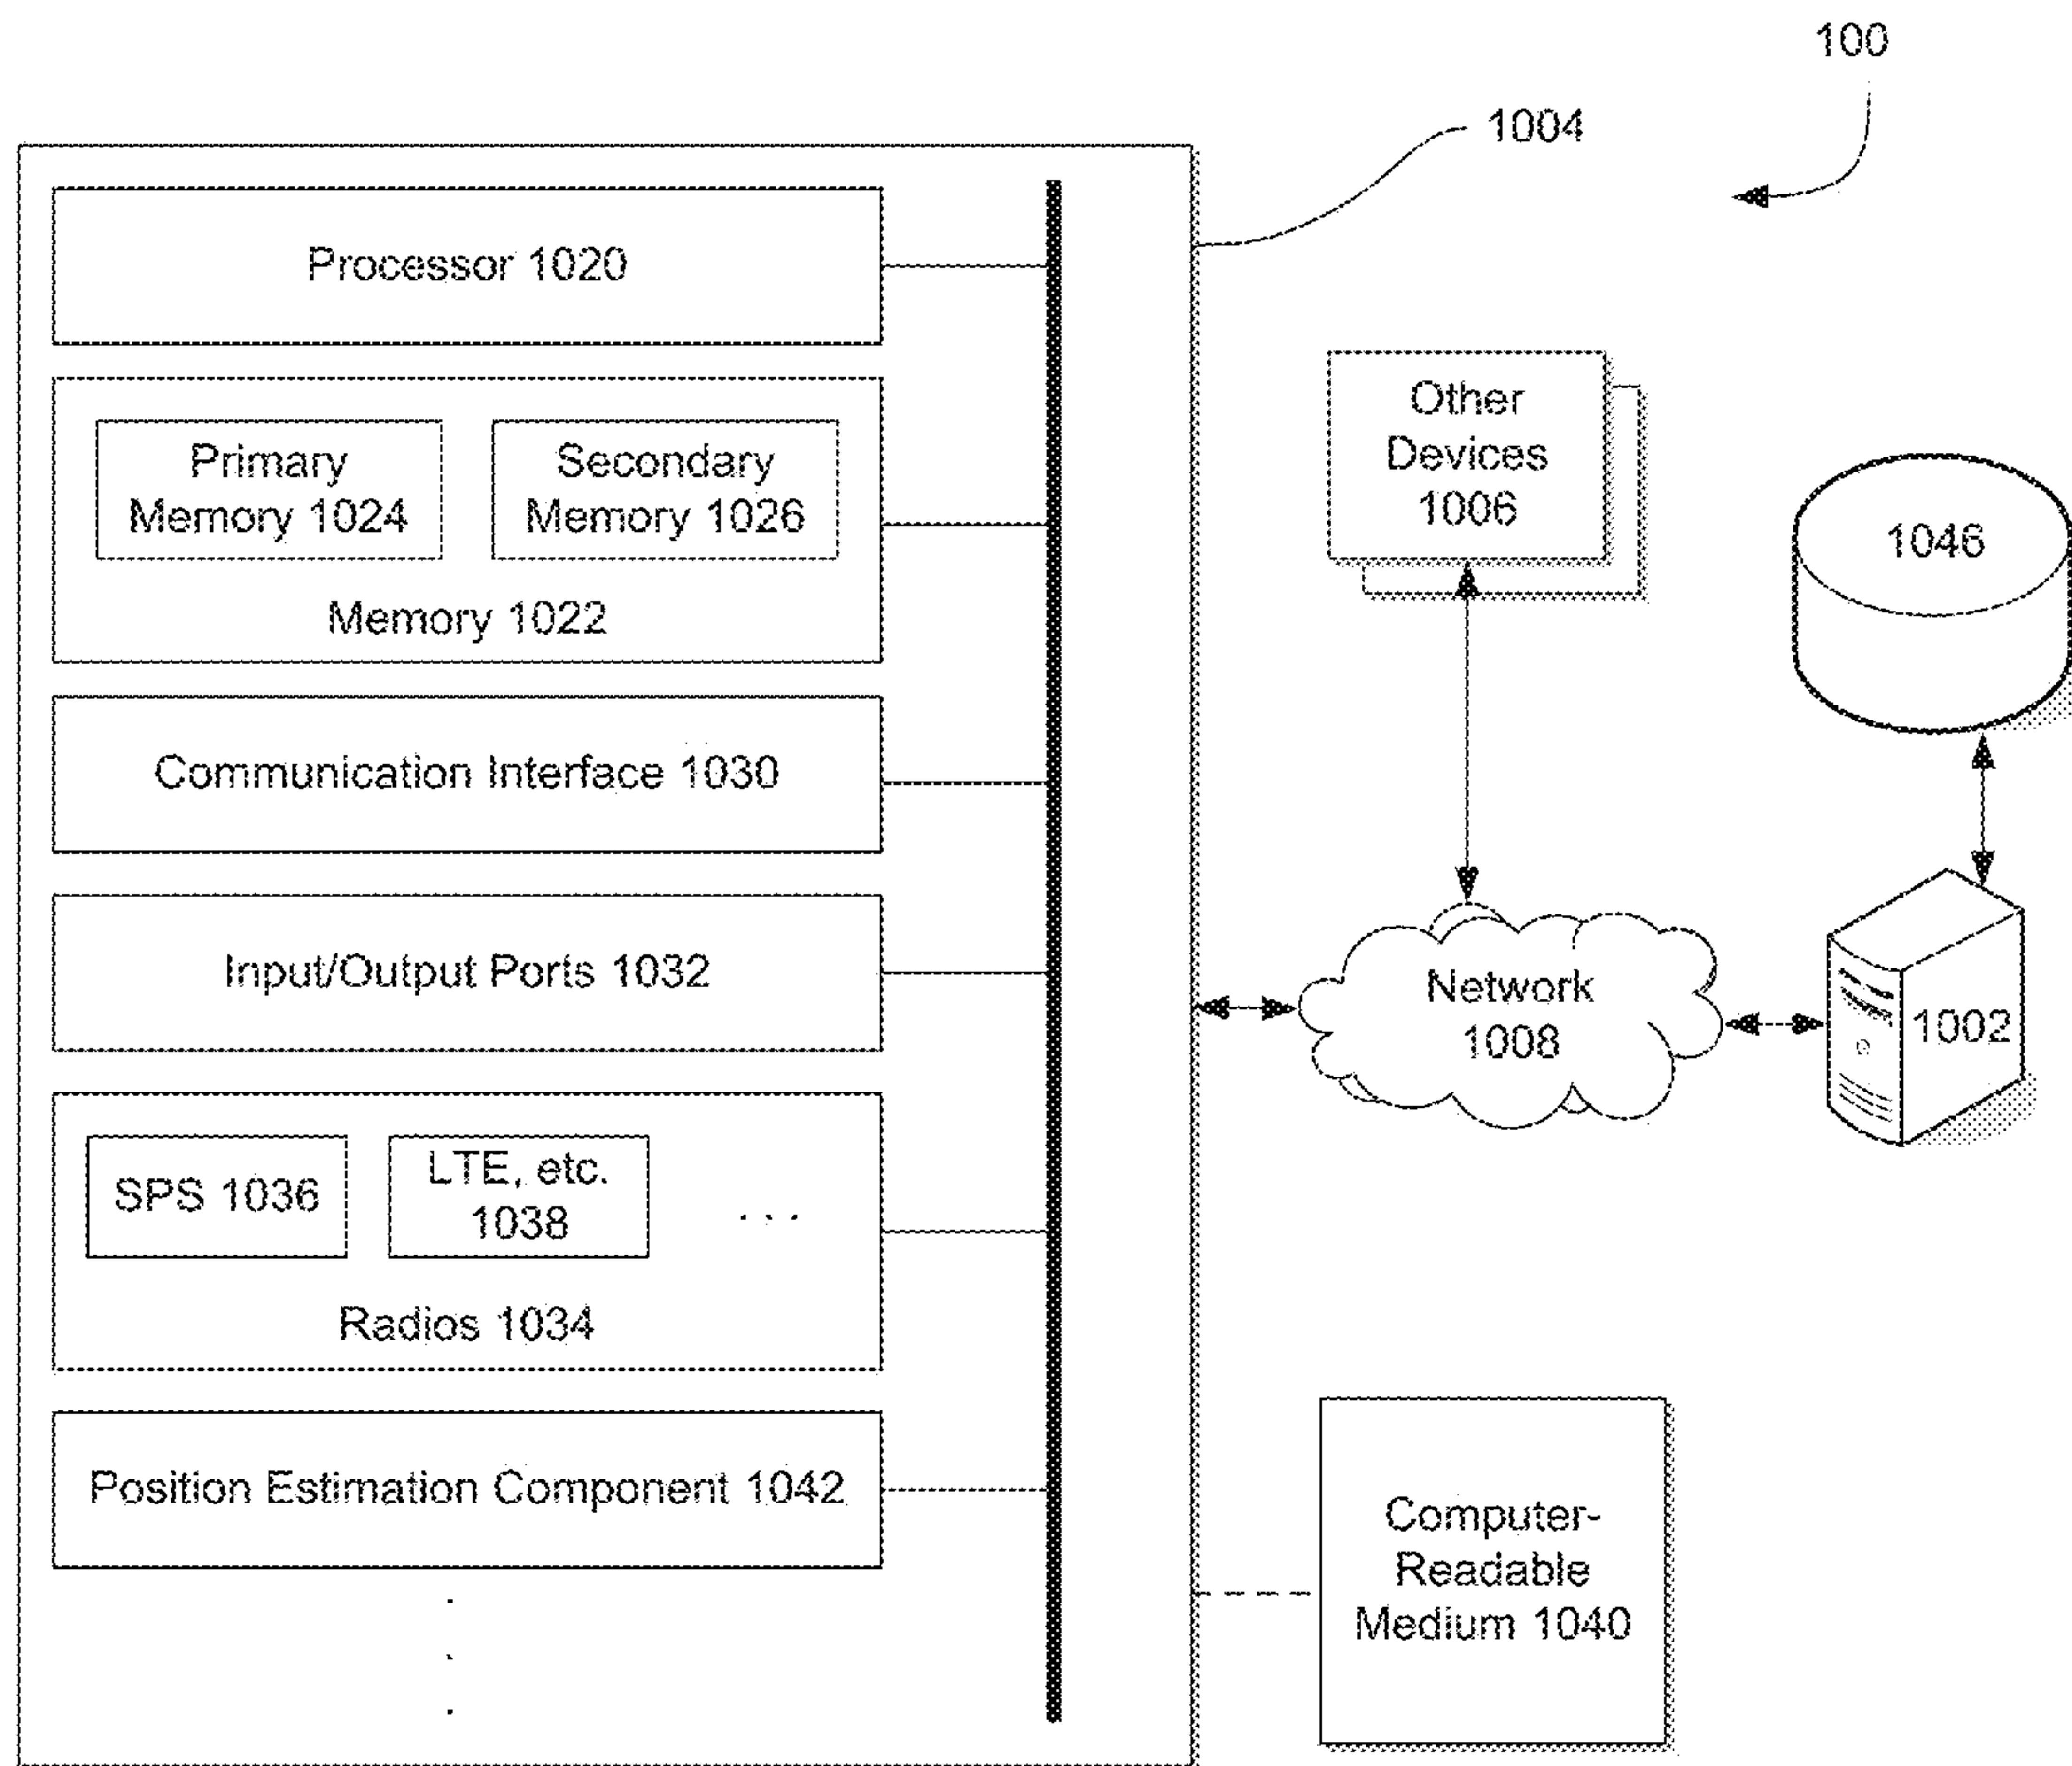 100
1004
Processor 1020
Primary
Memory 1024
Secondary
Memory 1026
Memory 1022
Communication Interface 1030
Input/Output Ports 1032
SPS 1036
LTE, etc.
1038
. . .
Radios 1034
Position Estimation Component 1042
.
.
.
Other
Devices
1006
1046
Network
1008
1002
Computer-
Readable
Medium 1040